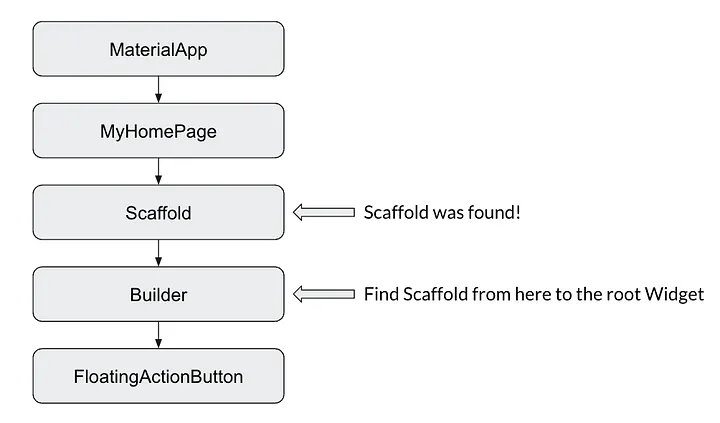 MaterialApp
MyHomePage
Scaffold
Scaffold was found!
Builder
Find Scaffold from here to the root Widget
FloatingActionButton